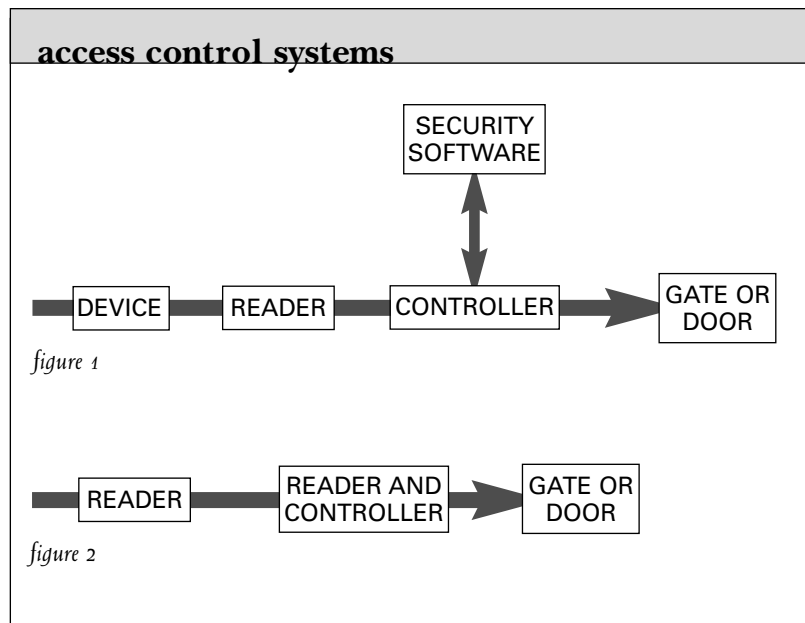 access control systems
SECURITY
SOFTWARE
DEVICE
READER
CONTROLLER
GATE OR
DOOR
figure 1
READER
READER AND
CONTROLLER
GATE OR
DOOR
figure 2